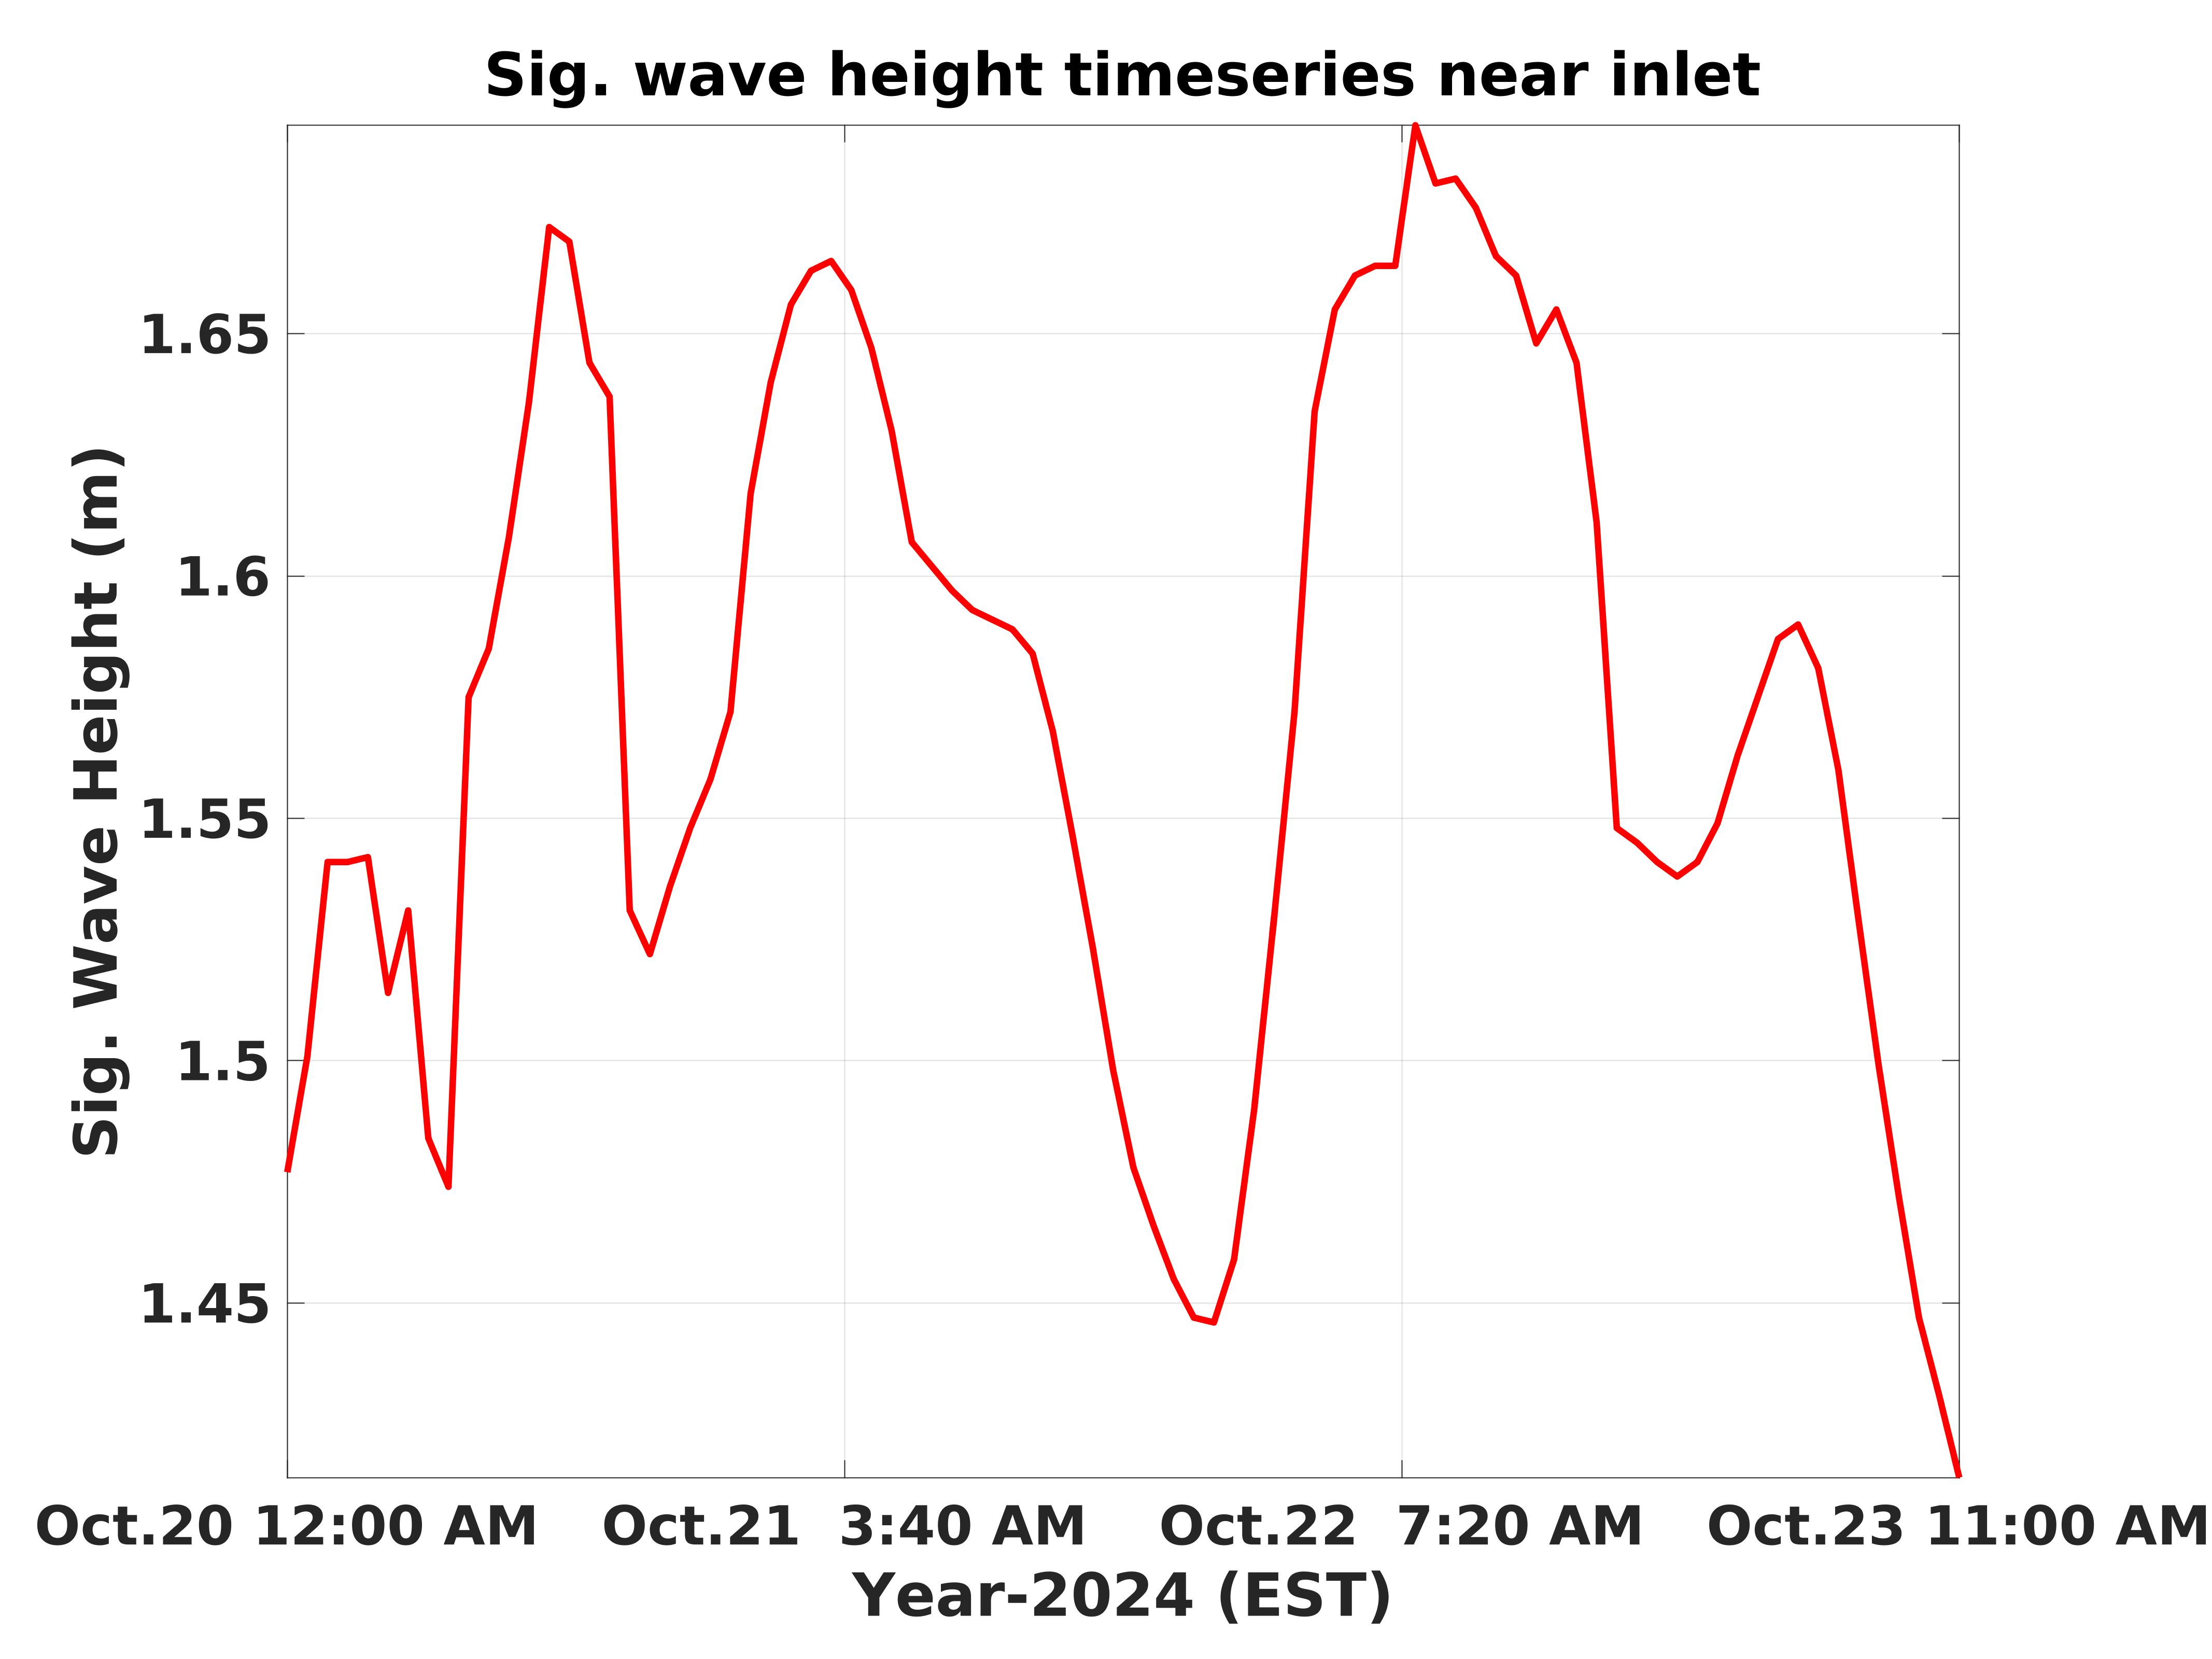 Sig. wave height timeseries near inlet
Sig. Wave Height (m)
1.65
1.6
1.55
1.5
1.45
Oct.20 12:00 AM Oct.21 3:40 AM Oct.22 7:20 AM Oct.23 11:00 AM
Year-2024 (EST)